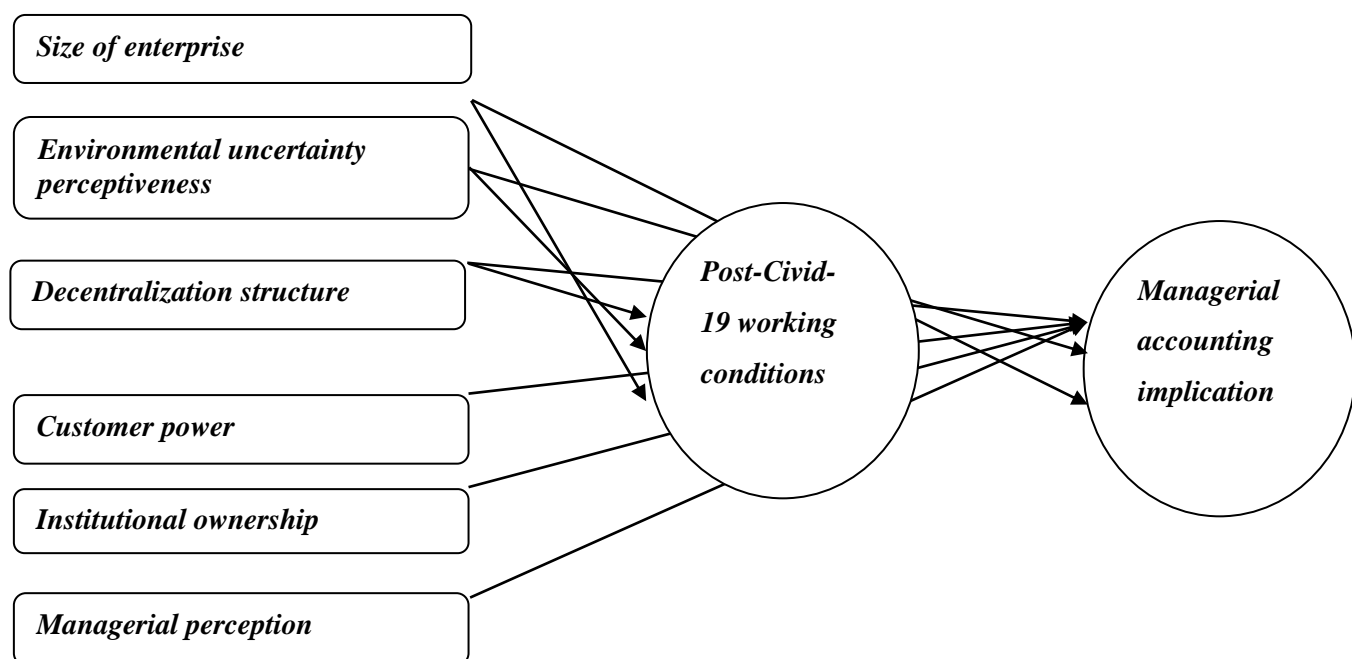 Size of enterprise
Environmental uncertainty
perceptiveness
Decentralization structure
Customer power
Institutional ownership
Managerial perception
Post-Civid-
19 working
conditions
Managerial
accounting
implication